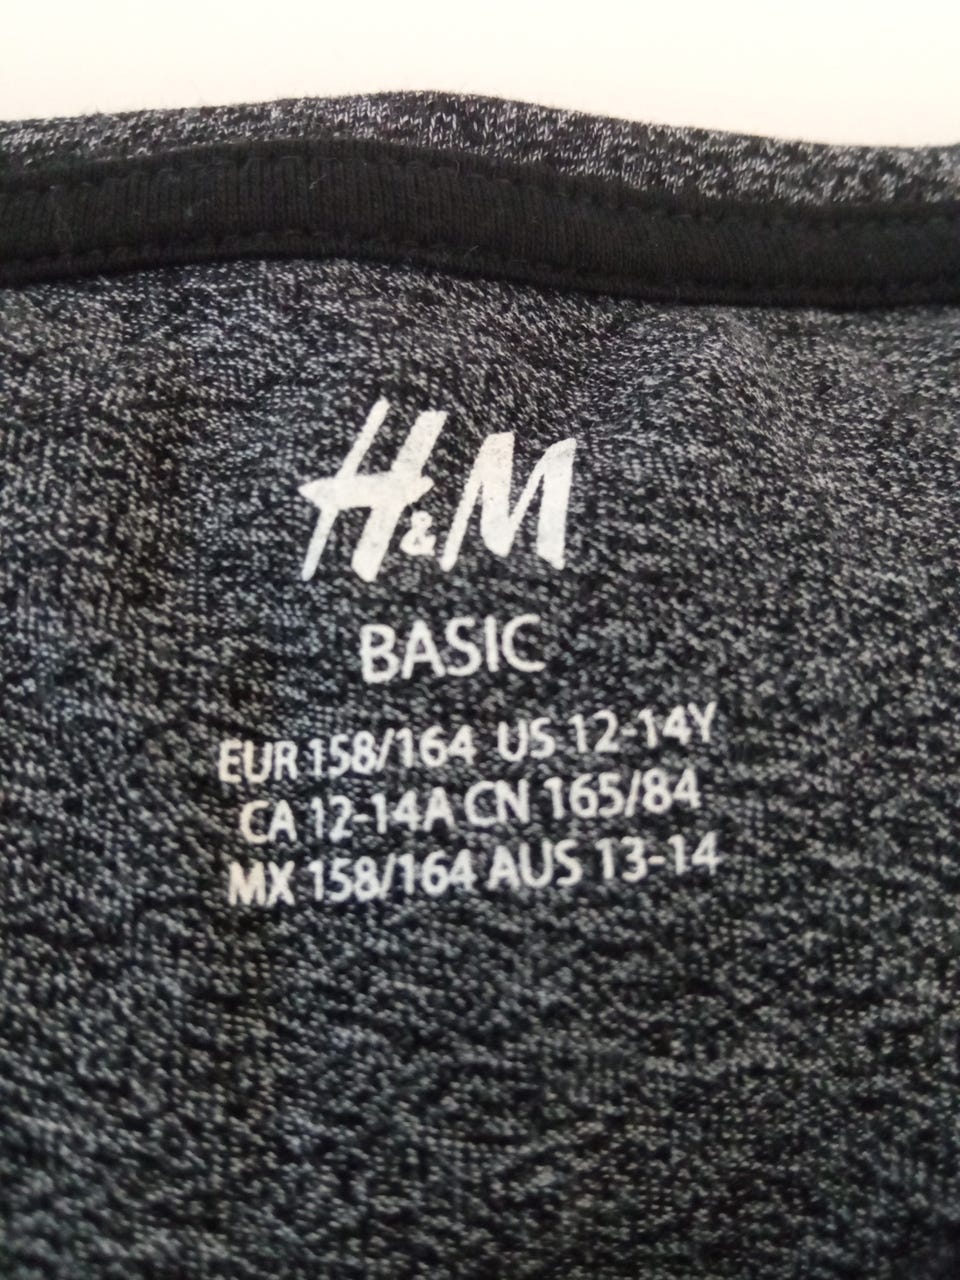 H&M
BASIC
EUR 158/164 US 12-14Y
CA 12-14A CN 165/84
MX 158/164 AUS 13-14